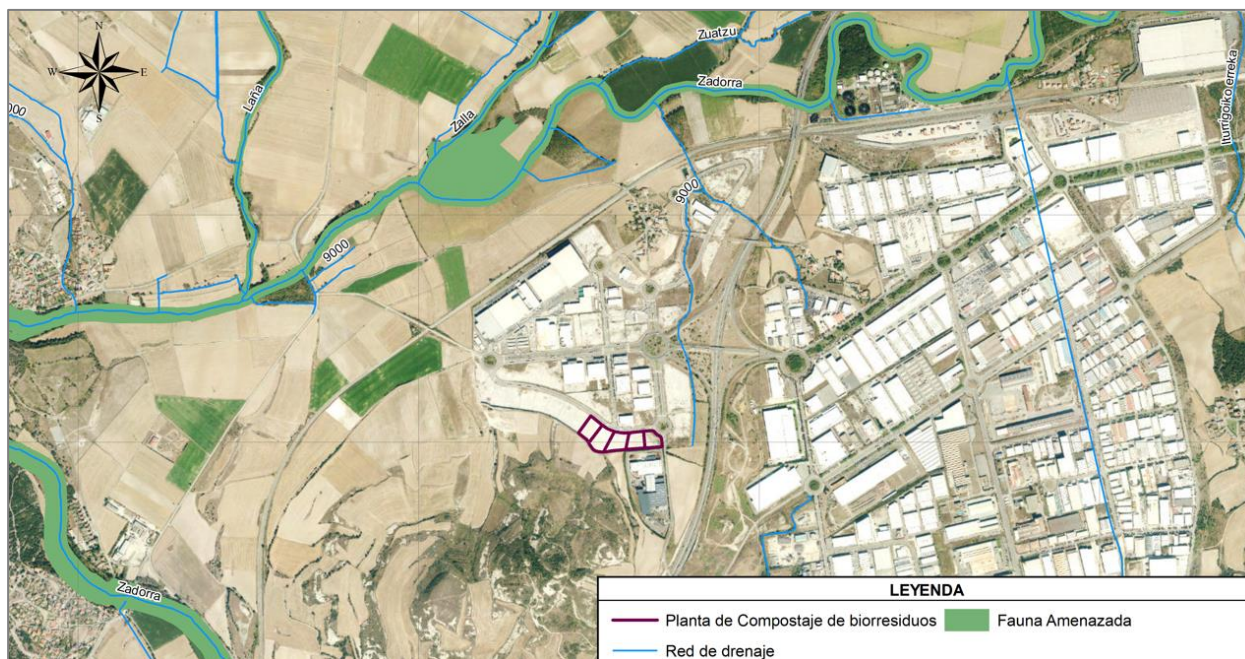 N
W
E
S
Laña
Zalla
Zuatzu
Zadorra
Iturrigoiko erreka
000
9000
9000
Zadorra
LEYENDA
Planta de Compostaje de biorresiduos
Fauna Amenazada
Red de drenaje